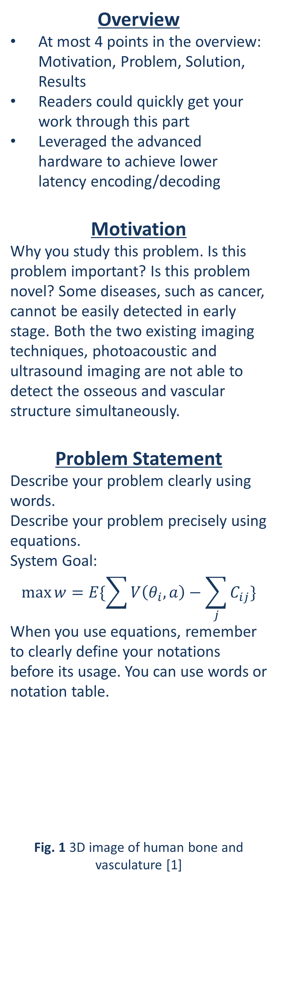 Overview
• At most 4 points in the overview:
Motivation, Problem, Solution,
Results
• Readers could quickly get your
work through this part
• Leveraged the advanced
hardware to achieve lower
latency encoding/decoding
Motivation
Why you study this problem. Is this
problem important? Is this problem
novel? Some diseases, such as cancer,
cannot be easily detected in early
stage. Both the two existing imaging
techniques, photoacoustic and
ultrasound imaging are not able to
detect the osseous and vascular
structure simultaneously.
Problem Statement
Describe your problem clearly using
words.
Describe your problem precisely using
equations.
System Goal:
max w = E{∑ V(θ_i, a) − ∑_j C_ij}
When you use equations, remember
to clearly define your notations
before its usage. You can use words or
notation table.
Fig. 1 3D image of human bone and
vasculature [1]